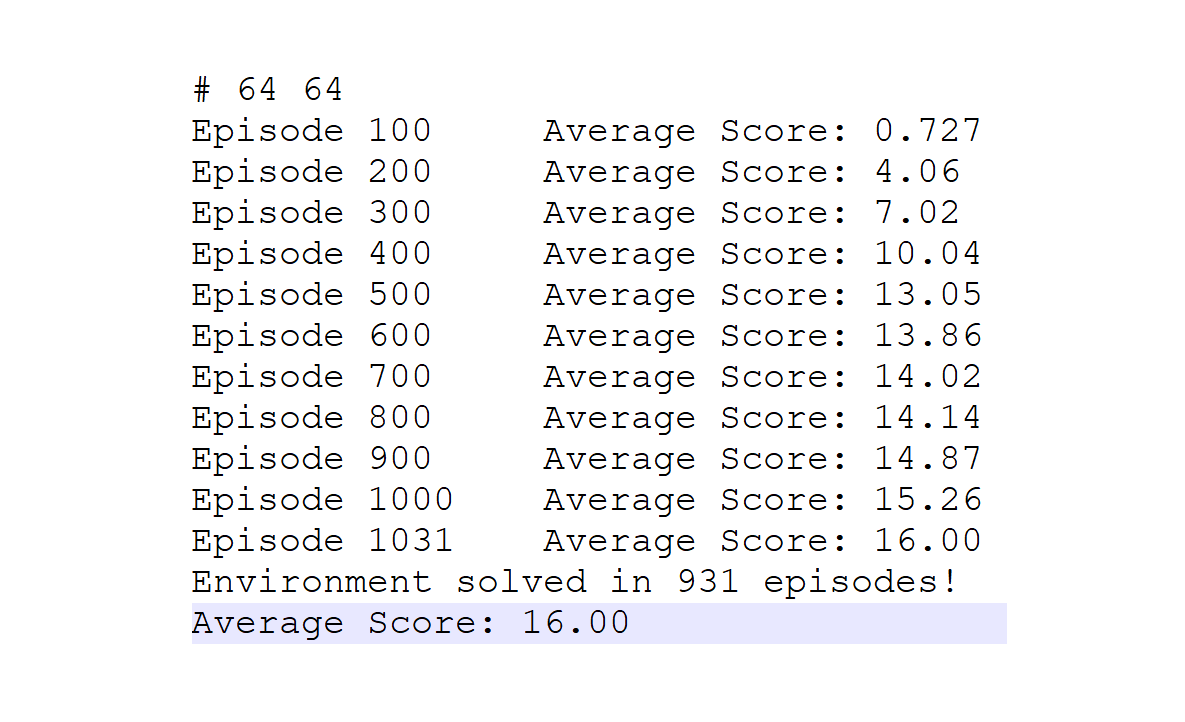 # 64 64
Episode 100 Average Score: 0.727
Episode 200 Average Score: 4.06
Episode 300 Average Score: 7.02
Episode 400 Average Score: 10.04
Episode 500 Average Score: 13.05
Episode 600 Average Score: 13.86
Episode 700 Average Score: 14.02
Episode 800 Average Score: 14.14
Episode 900 Average Score: 14.87
Episode 1000 Average Score: 15.26
Episode 1031 Average Score: 16.00
Environment solved in 931 episodes!
Average Score: 16.00